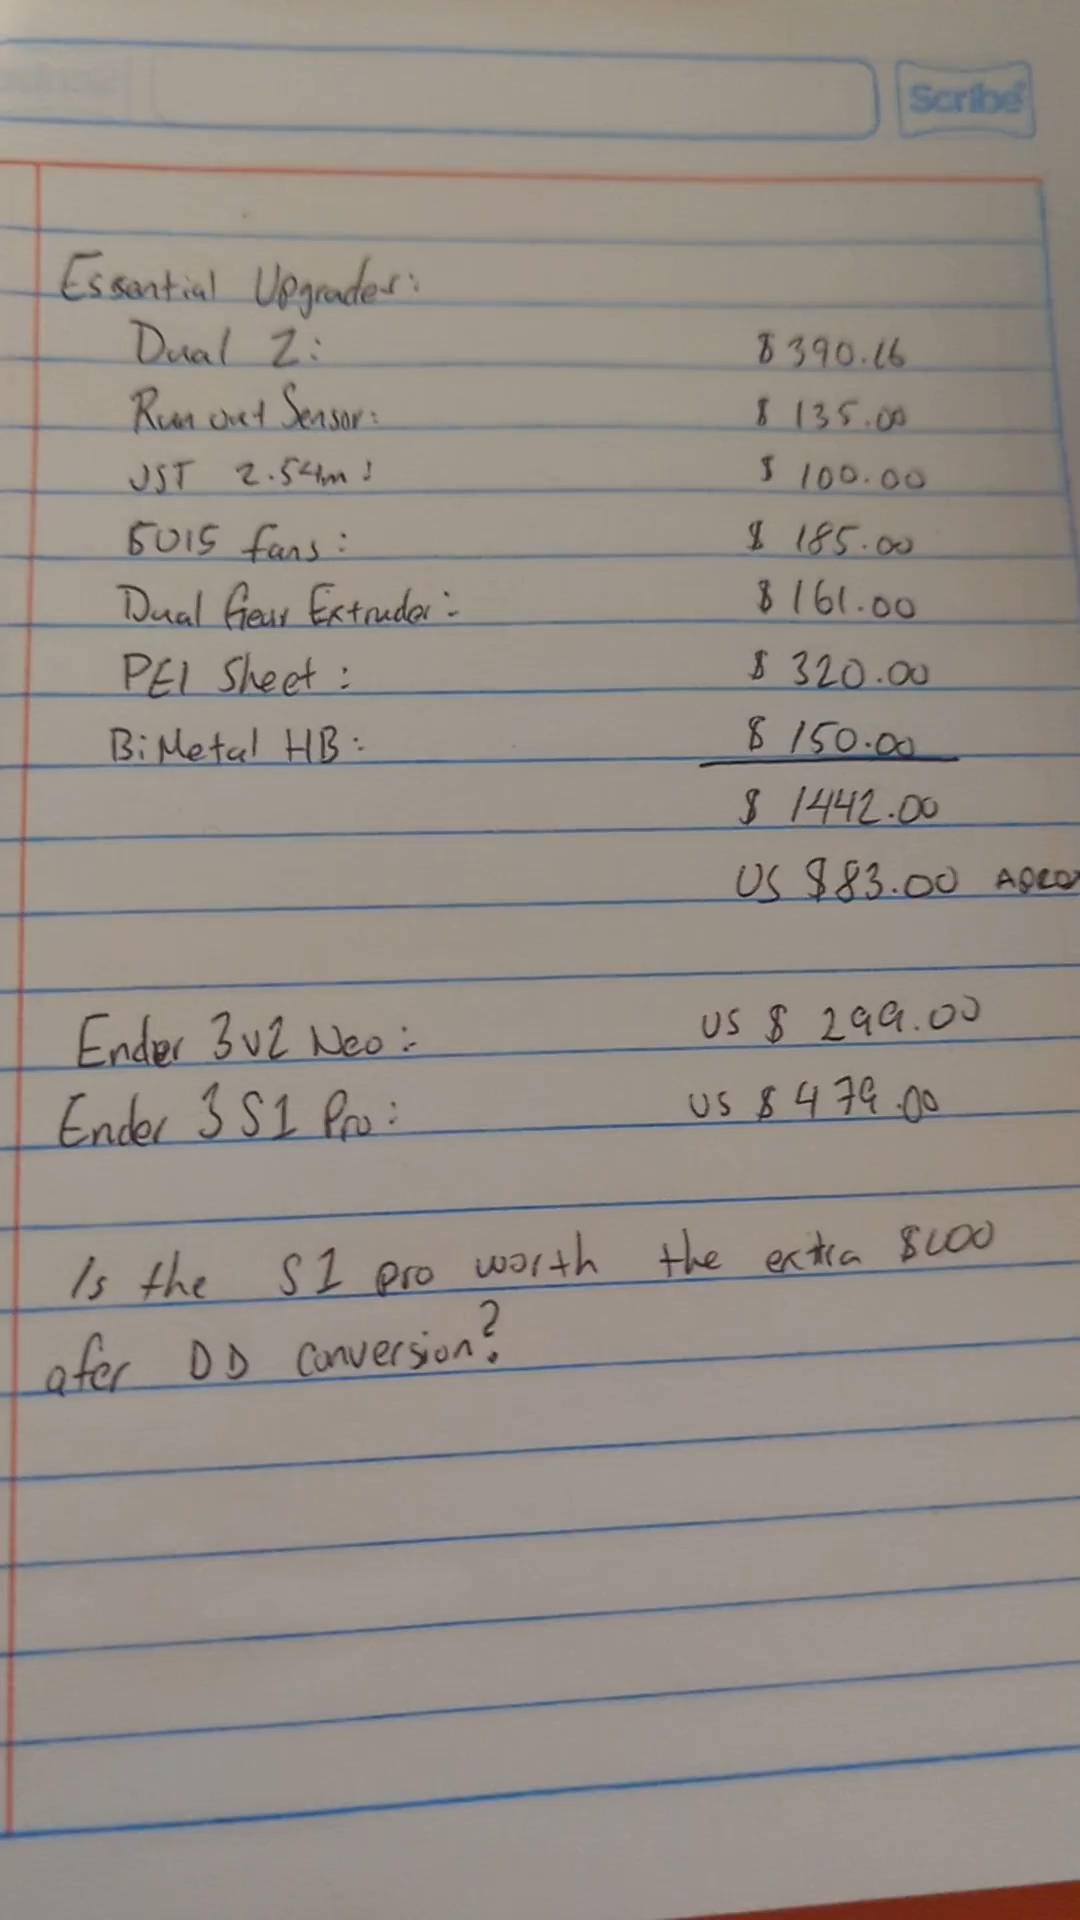 Scribe
Essential Upgrades:
Dual Z: $390.16
Run out Sensor: $135.00
JST 2.54m: $100.00
5015 fans: $185.00
Dual Gear Extruder: $161.00
PEI Sheet: $320.00
BiMetal HB: $150.00
$1442.00
US $83.00
Ender 3v2 Neo: US $299.00
Ender 3 S1 Pro: US $479.00
Is the S1 pro worth the extra $100
afer DD conversion?